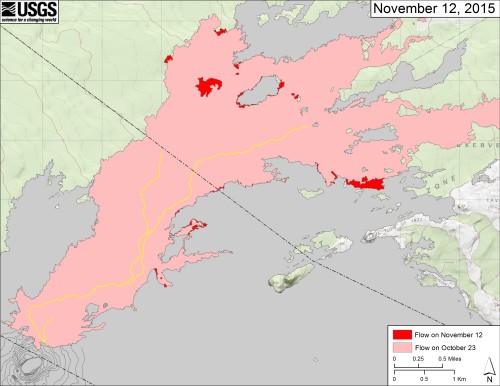 USGS
science for a changing world
November 12, 2015
ZONE
Flow on November 12
Flow on October 23
0 0.25 0.5 Miles
0 0.5 1 Km
N